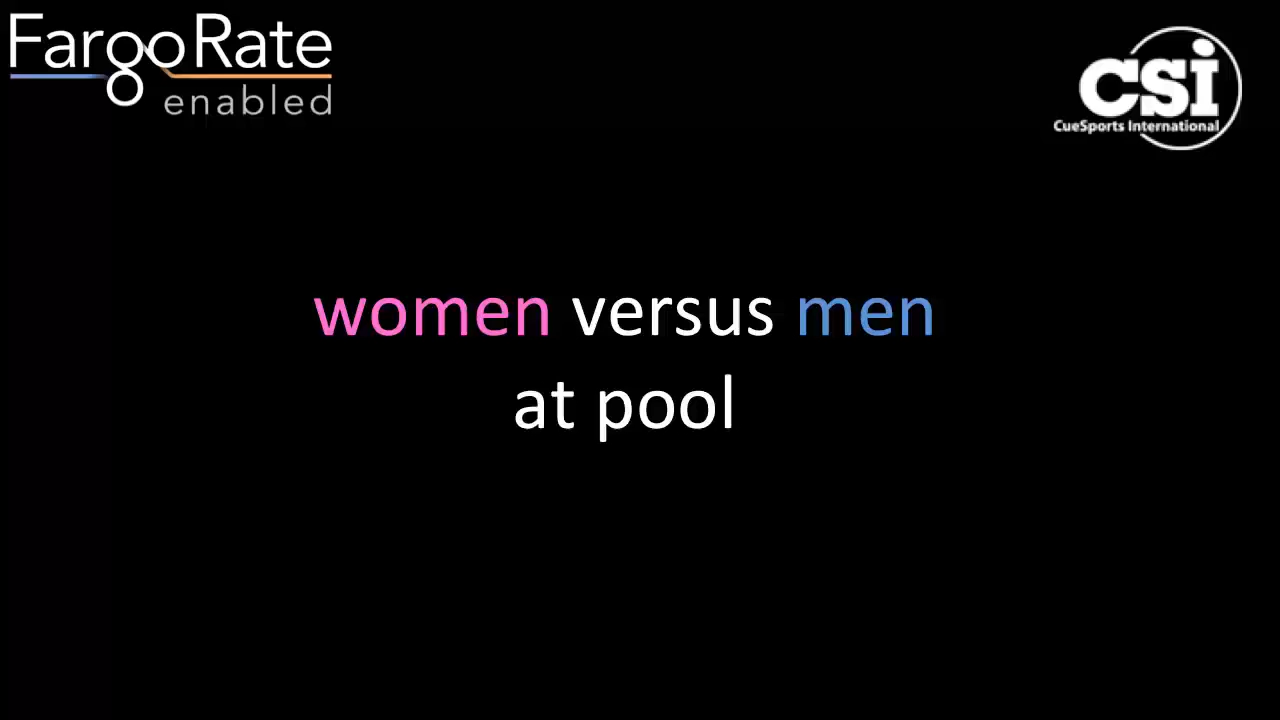 FargoRate
enabled
CSi
CueSports International
women versus men
at pool